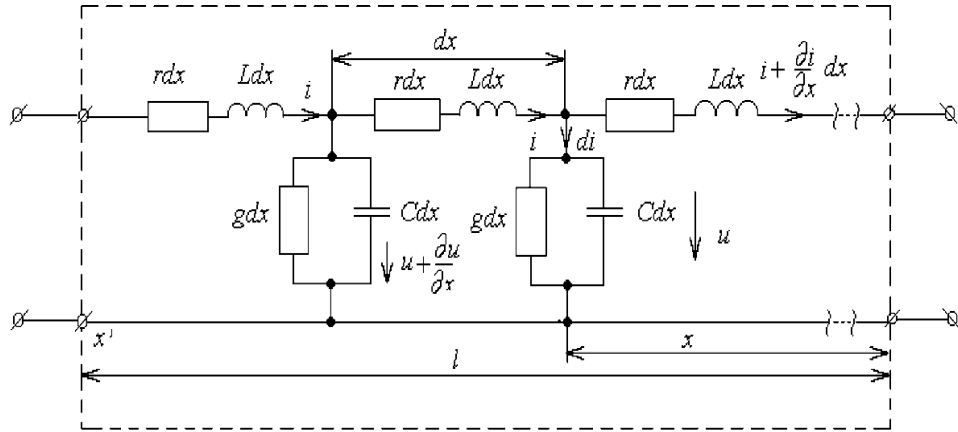 dx
rdx Ldx i rdx Ldx rdx Ldx i + ∂i/∂x dx
i di
gdx Cdx gdx Cdx u
u + ∂u/∂x
x' x
l